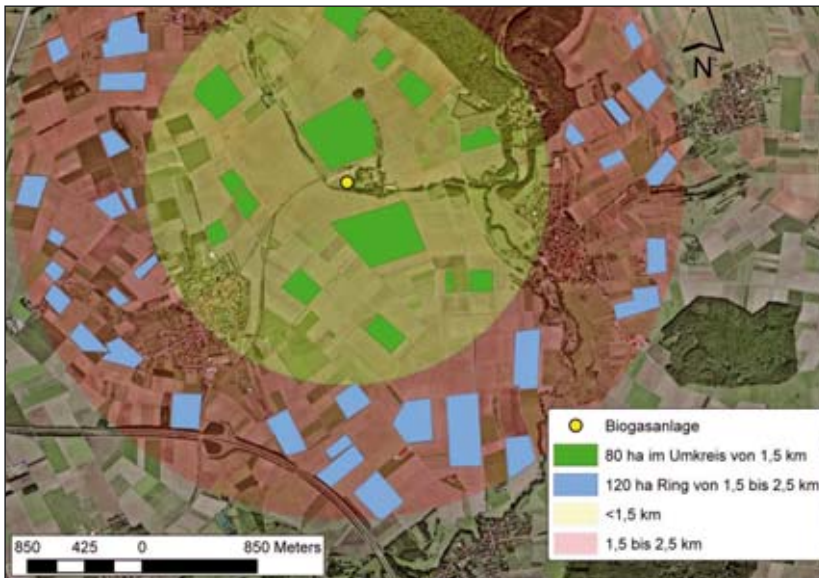 N
Biogasanlage
80 ha im Umkreis von 1,5 km
120 ha Ring von 1,5 bis 2,5 km
<1,5 km
1,5 bis 2,5 km
850 425 0 850 Meters